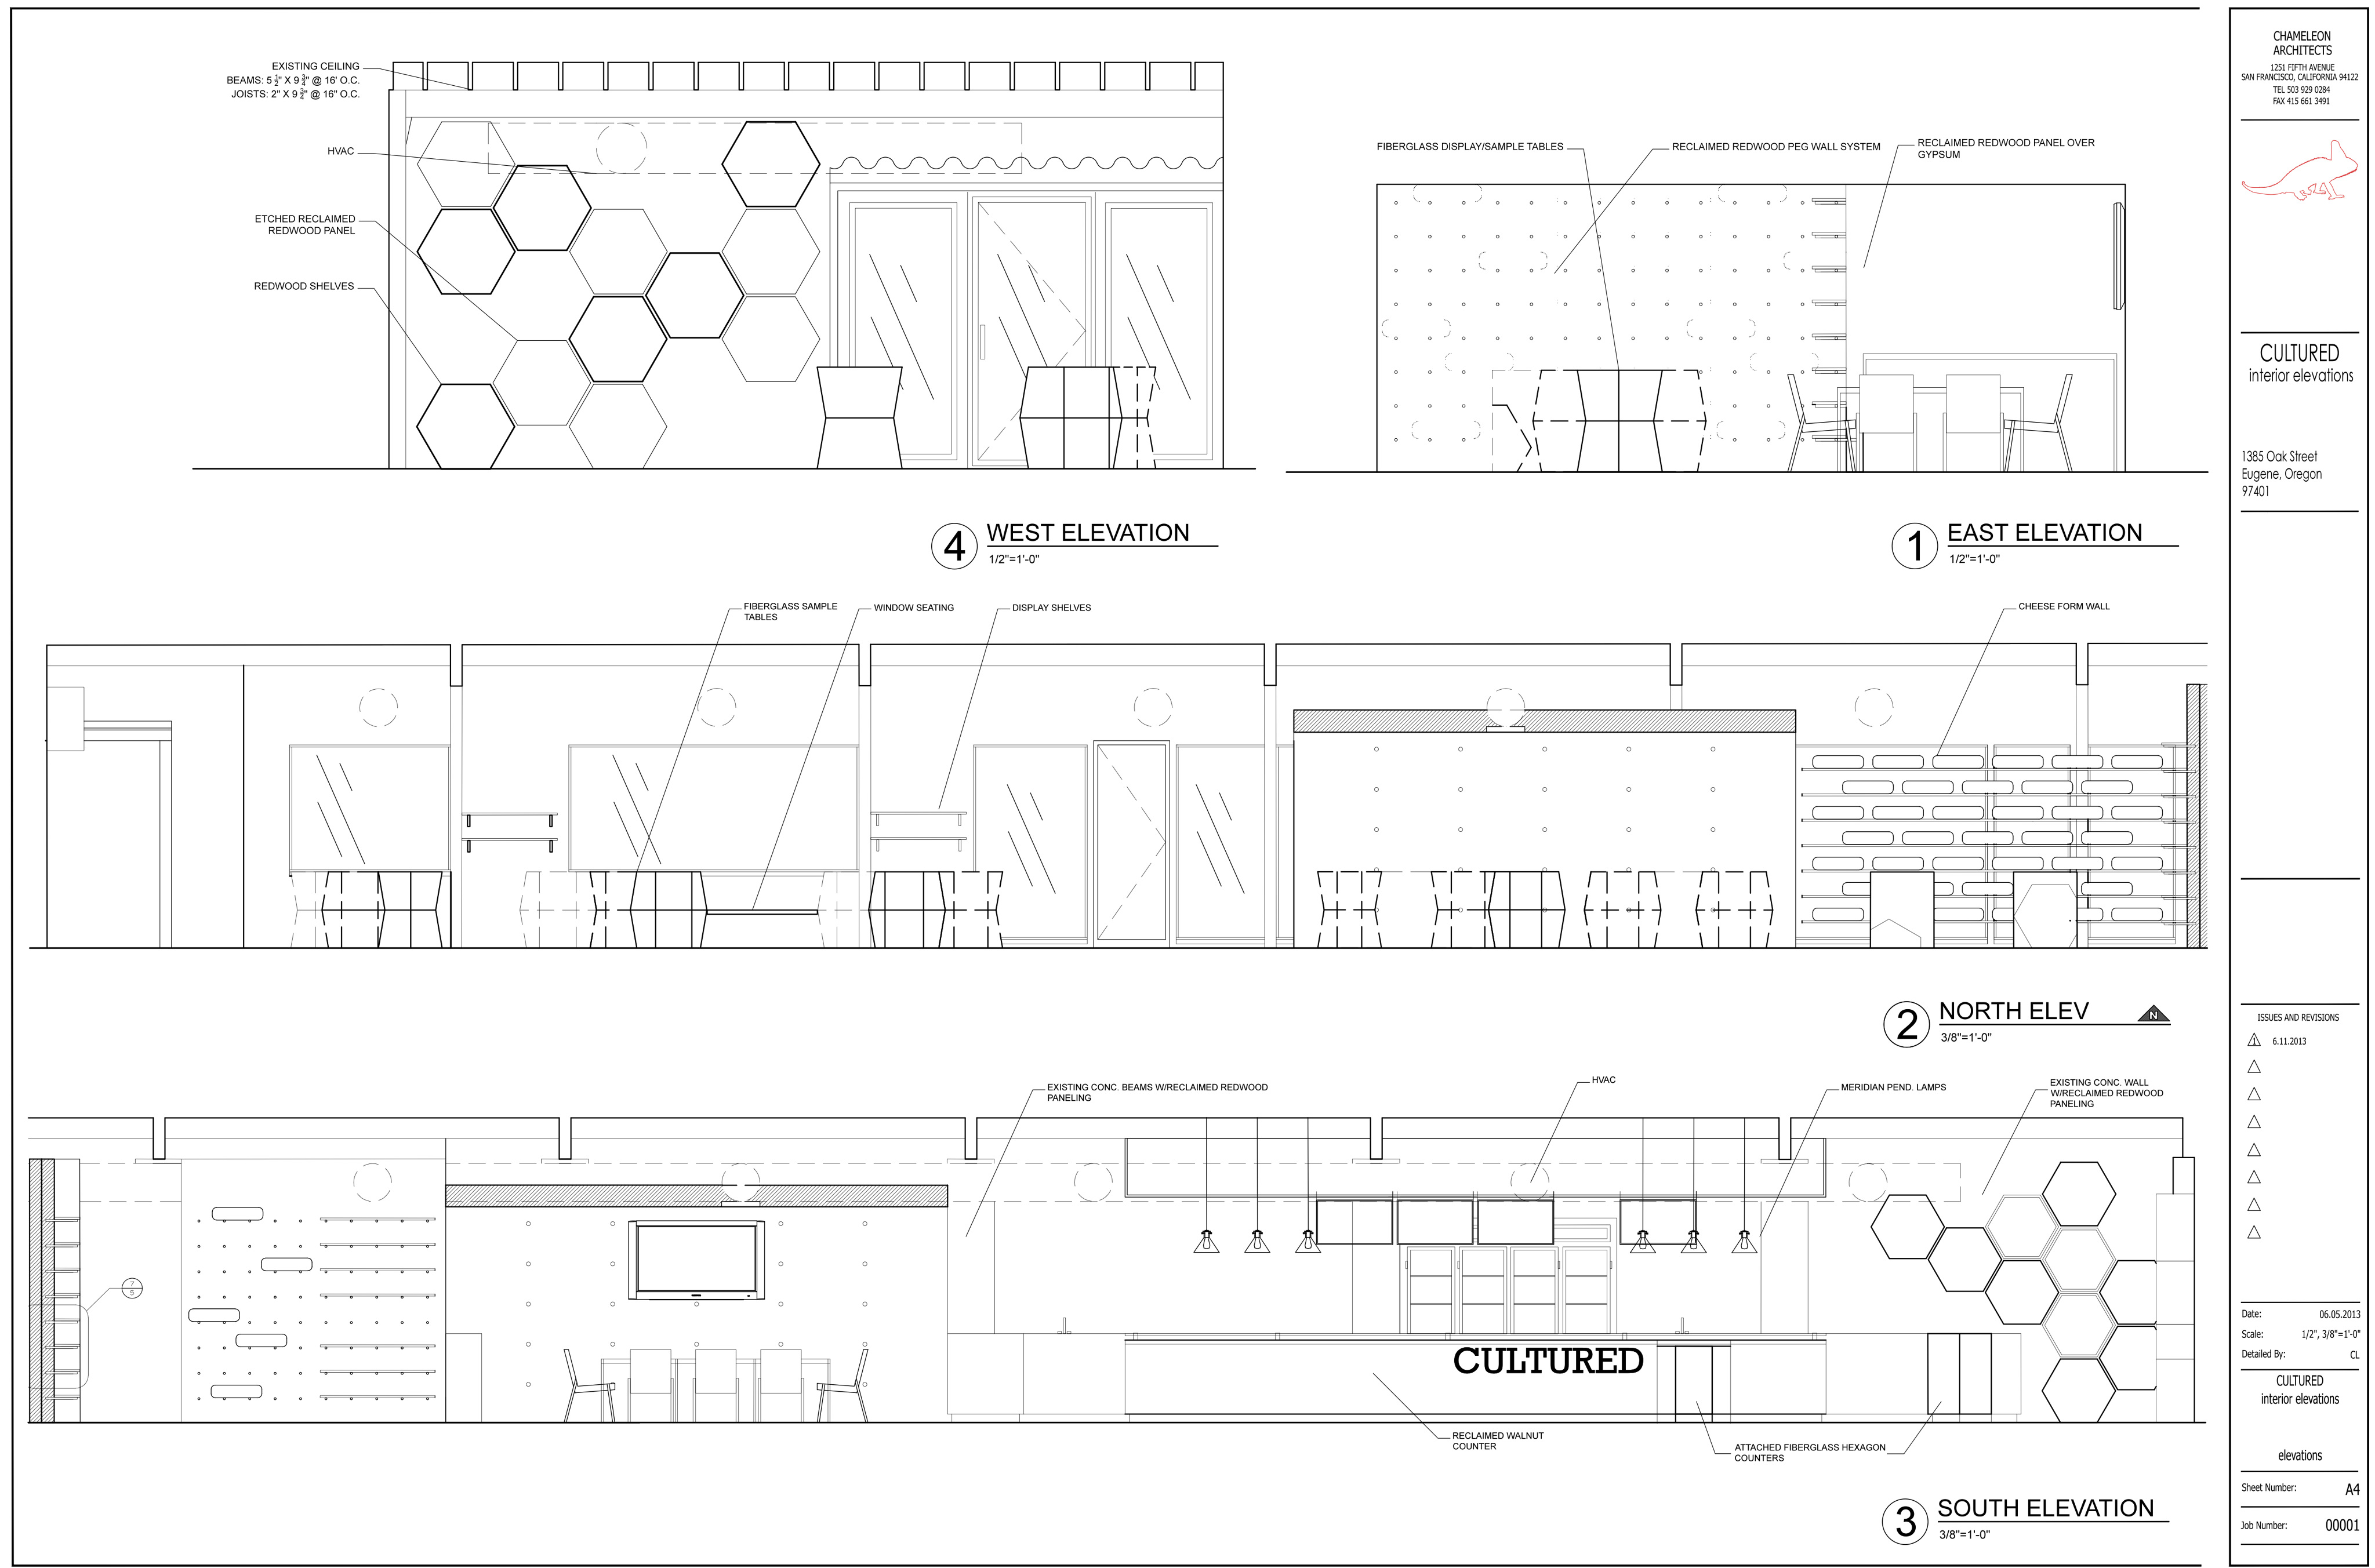 EXISTING CEILING
BEAMS: 5 1/2" X 9 3/4" @ 16' O.C.
JOISTS: 2" X 9 3/4" @ 16" O.C.
HVAC
ETCHED RECLAIMED
REDWOOD PANEL
REDWOOD SHELVES
4
WEST ELEVATION
1/2"=1'-0"
FIBERGLASS DISPLAY/SAMPLE TABLES
RECLAIMED REDWOOD PEG WALL SYSTEM
RECLAIMED REDWOOD PANEL OVER
GYPSUM
1
EAST ELEVATION
1/2"=1'-0"
FIBERGLASS SAMPLE
TABLES
WINDOW SEATING
DISPLAY SHELVES
CHEESE FORM WALL
2
NORTH ELEV
N
3/8"=1'-0"
EXISTING CONC. BEAMS W/RECLAIMED REDWOOD
PANELING
HVAC
MERIDIAN PEND. LAMPS
EXISTING CONC. WALL
W/RECLAIMED REDWOOD
PANELING
7
5
CULTURED
RECLAIMED WALNUT
COUNTER
ATTACHED FIBERGLASS HEXAGON
COUNTERS
3
SOUTH ELEVATION
3/8"=1'-0"
CHAMELEON
ARCHITECTS
1251 FIFTH AVENUE
SAN FRANCISCO, CALIFORNIA 94122
TEL 503 929 0284
FAX 415 661 3491
CULTURED
interior elevations
1385 Oak Street
Eugene, Oregon
97401
ISSUES AND REVISIONS
1 6.11.2013
Date: 06.05.2013
Scale: 1/2", 3/8"=1'-0"
Detailed By: CL
CULTURED
interior elevations
elevations
Sheet Number: A4
Job Number: 00001